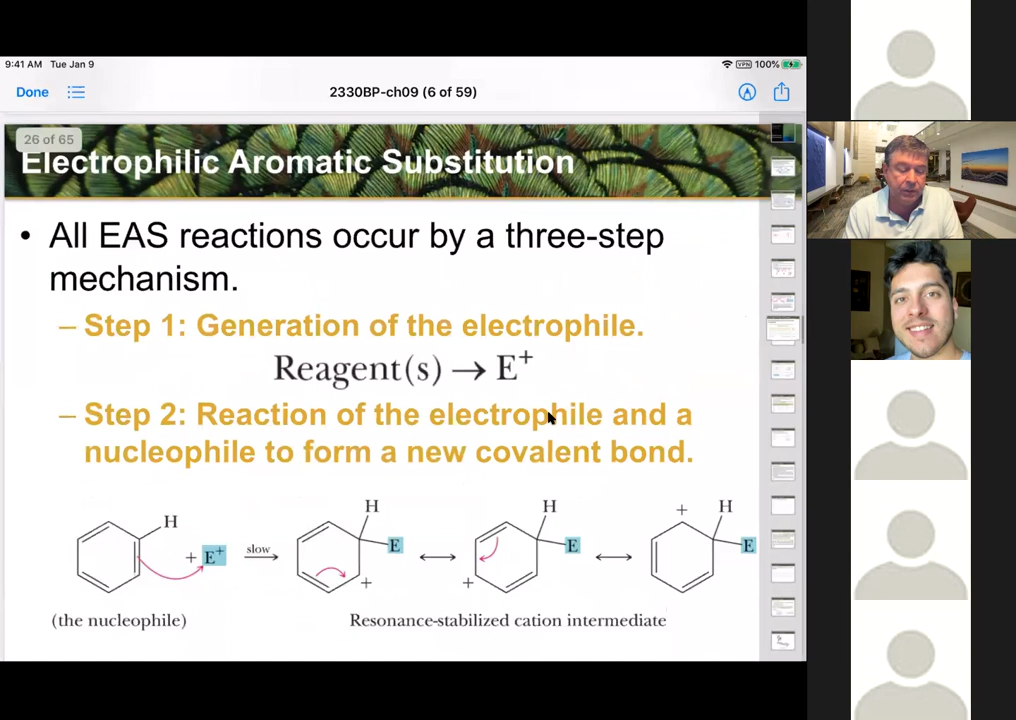 9:41 AM Tue Jan 9
VPN 100%
Done
2330BP-ch09 (6 of 59)
26 of 65
Electrophilic Aromatic Substitution
• All EAS reactions occur by a three-step
mechanism.
– Step 1: Generation of the electrophile.
Reagent(s) → E+
– Step 2: Reaction of the electrophile and a
nucleophile to form a new covalent bond.
H + E+ slow H E + H E + + H E
(the nucleophile)
Resonance-stabilized cation intermediate